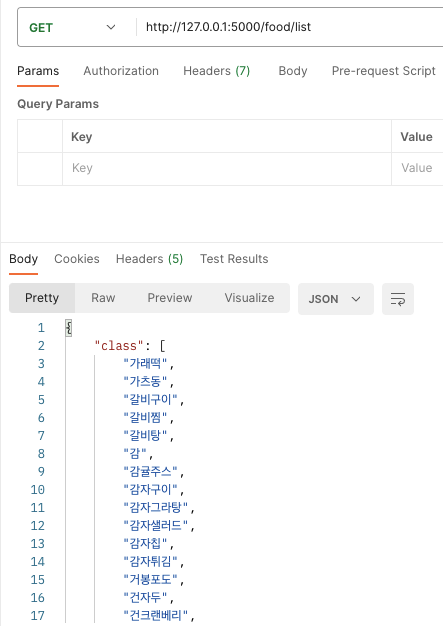 GET http://127.0.0.1:5000/food/list
Params Authorization Headers (7) Body Pre-request Script
Query Params
Key Value
Key Value
Body Cookies Headers (5) Test Results
Pretty Raw Preview Visualize JSON
1 {
2 "class": [
3 "가래떡",
4 "가츠동",
5 "갈비구이",
6 "갈비찜",
7 "갈비탕",
8 "감",
9 "감귤주스",
10 "감자구이",
11 "감자그라탕",
12 "감자샐러드",
13 "감자칩",
14 "감자튀김",
15 "거봉포도",
16 "건자두",
17 "건크랜베리",